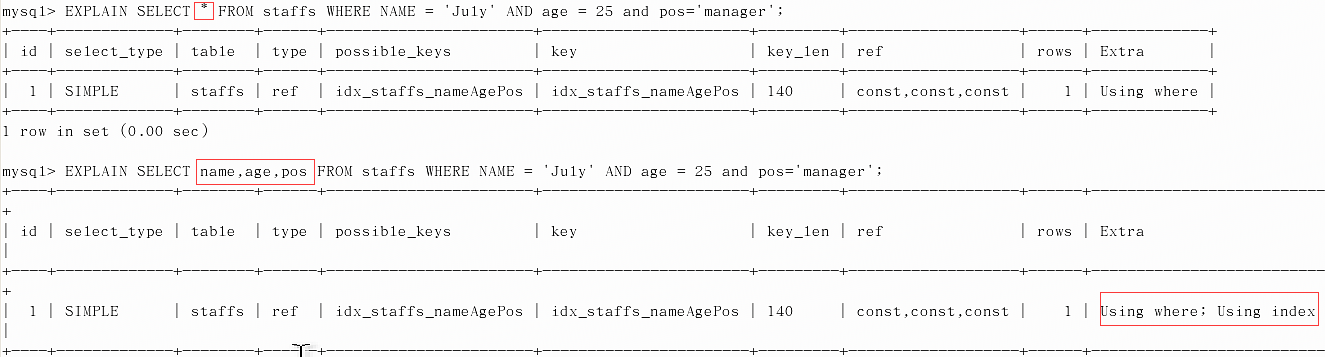 mysql> EXPLAIN SELECT * FROM staffs WHERE NAME = 'July' AND age = 25 and pos='manager';
+----+-------------+--------+------+-----------------------+-----------------------+---------+-------------------+------+-------------+
| id | select_type | table | type | possible_keys | key | key_len | ref | rows | Extra |
+----+-------------+--------+------+-----------------------+-----------------------+---------+-------------------+------+-------------+
| 1 | SIMPLE | staffs | ref | idx_staffs_nameAgePos | idx_staffs_nameAgePos | 140 | const,const,const | 1 | Using where |
+----+-------------+--------+------+-----------------------+-----------------------+---------+-------------------+------+-------------+
1 row in set (0.00 sec)
mysql> EXPLAIN SELECT name,age,pos FROM staffs WHERE NAME = 'July' AND age = 25 and pos='manager';
+----+-------------+--------+------+-----------------------+-----------------------+---------+-------------------+------+--------------------------
+
| id | select_type | table | type | possible_keys | key | key_len | ref | rows | Extra
|
+----+-------------+--------+------+-----------------------+-----------------------+---------+-------------------+------+--------------------------
+
| 1 | SIMPLE | staffs | ref | idx_staffs_nameAgePos | idx_staffs_nameAgePos | 140 | const,const,const | 1 | Using where; Using index
|
+----+-------------+--------+------+-----------------------+-----------------------+---------+-------------------+------+--------------------------